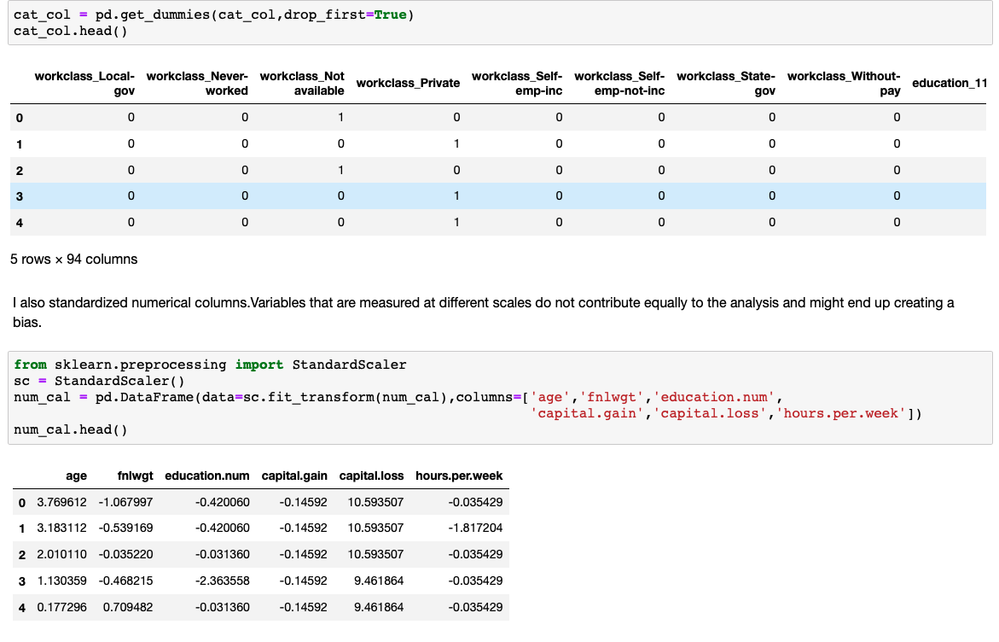 cat_col = pd.get_dummies(cat_col,drop_first=True)
cat_col.head()
workclass_Local-gov workclass_Never-worked workclass_Not available workclass_Private workclass_Self-emp-inc workclass_Self-emp-not-inc workclass_State-gov workclass_Without-pay education_11
0 0 0 1 0 0 0 0 0
1 0 0 0 1 0 0 0 0
2 0 0 1 0 0 0 0 0
3 0 0 0 1 0 0 0 0
4 0 0 0 1 0 0 0 0
5 rows × 94 columns
I also standardized numerical columns.Variables that are measured at different scales do not contribute equally to the analysis and might end up creating a
bias.
from sklearn.preprocessing import StandardScaler
sc = StandardScaler()
num_cal = pd.DataFrame(data=sc.fit_transform(num_cal),columns=['age','fnlwgt','education.num',
'capital.gain','capital.loss','hours.per.week'])
num_cal.head()
age fnlwgt education.num capital.gain capital.loss hours.per.week
0 3.769612 -1.067997 -0.420060 -0.14592 10.593507 -0.035429
1 3.183112 -0.539169 -0.420060 -0.14592 10.593507 -1.817204
2 2.010110 -0.035220 -0.031360 -0.14592 10.593507 -0.035429
3 1.130359 -0.468215 -2.363558 -0.14592 9.461864 -0.035429
4 0.177296 0.709482 -0.031360 -0.14592 9.461864 -0.035429